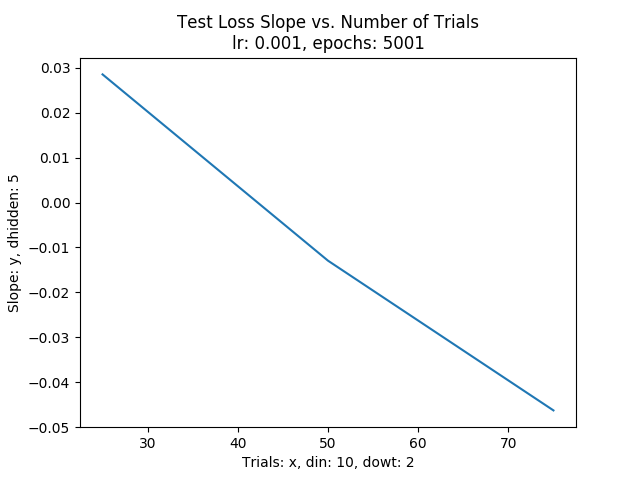 Test Loss Slope vs. Number of Trials
lr: 0.001, epochs: 5001
Slope: y, dhidden: 5
0.03
0.02
0.01
0.00
−0.01
−0.02
−0.03
−0.04
−0.05
30 40 50 60 70
Trials: x, din: 10, dowt: 2